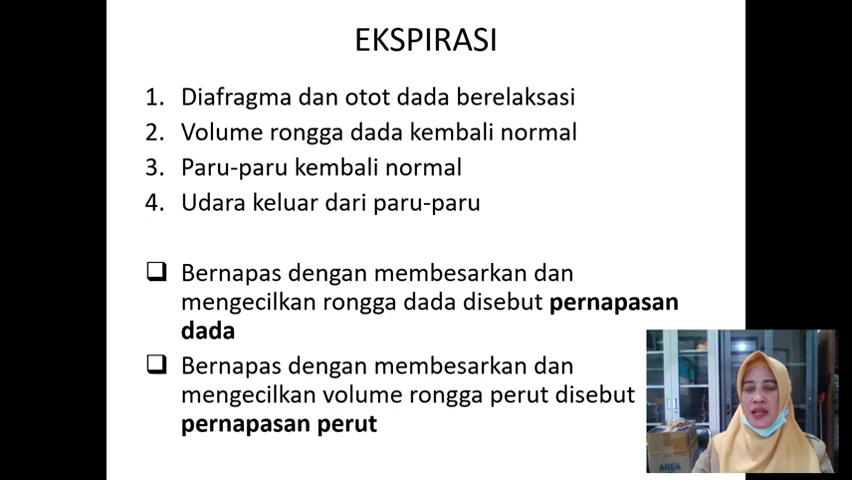 EKSPIRASI
1. Diafragma dan otot dada berelaksasi
2. Volume rongga dada kembali normal
3. Paru-paru kembali normal
4. Udara keluar dari paru-paru
❑ Bernapas dengan membesarkan dan
mengecilkan rongga dada disebut pernapasan
dada
❑ Bernapas dengan membesarkan dan
mengecilkan volume rongga perut disebut
pernapasan perut
AQUA